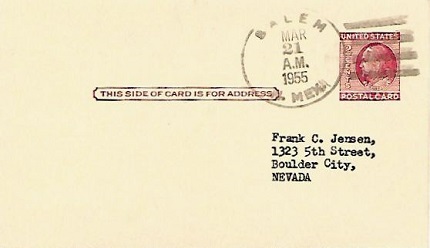 SALEM
MAR
21
A.M.
1955
N. MEX.
UNITED STATES
POSTAL CARD
THIS SIDE OF CARD IS FOR ADDRESS
Frank C. Jensen,
1323 5th Street,
Boulder City,
NEVADA